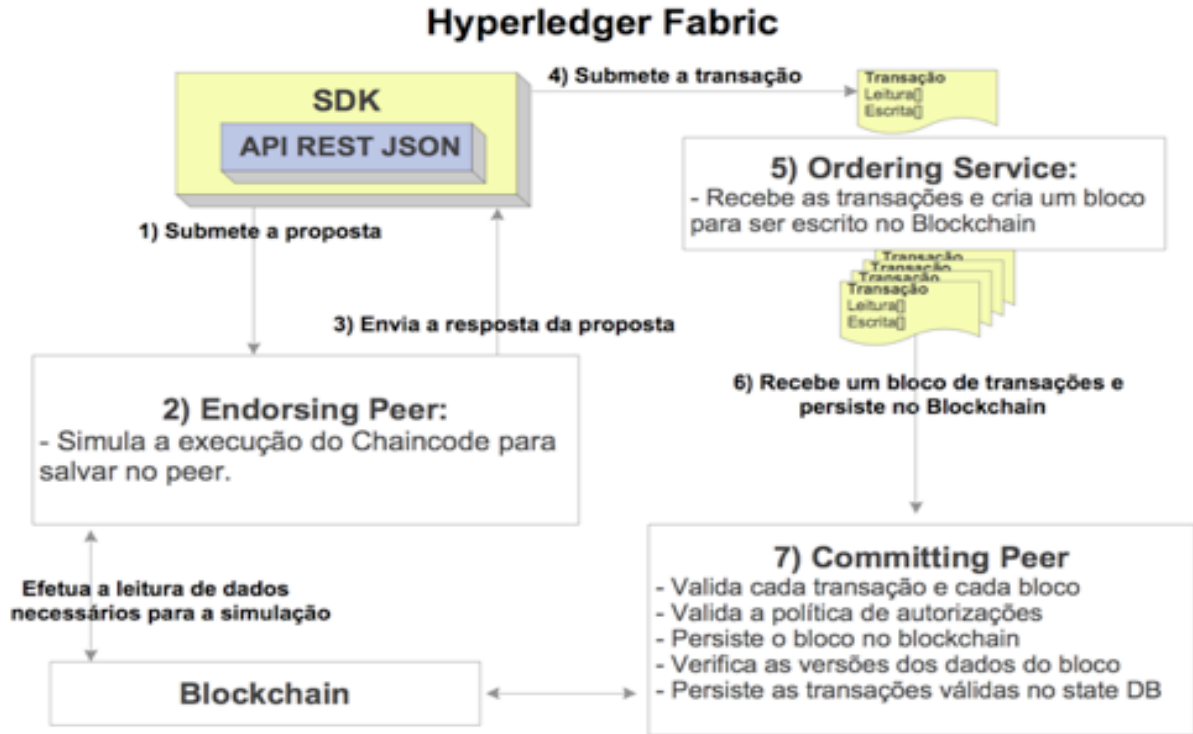 Hyperledger Fabric
SDK
API REST JSON
4) Submete a transação
Transação
Leitura[]
Escrita[]
5) Ordering Service:
- Recebe as transações e cria um bloco
para ser escrito no Blockchain
1) Submete a proposta
3) Envia a resposta da proposta
Transação
Transação
Transação
Transação
Leitura[]
Escrita[]
2) Endorsing Peer:
- Simula a execução do Chaincode para
salvar no peer.
6) Recebe um bloco de transações e
persiste no Blockchain
Efetua a leitura de dados
necessários para a simulação
Blockchain
7) Committing Peer
- Valida cada transação e cada bloco
- Valida a política de autorizações
- Persiste o bloco no blockchain
- Verifica as versões dos dados do bloco
- Persiste as transações válidas no state DB